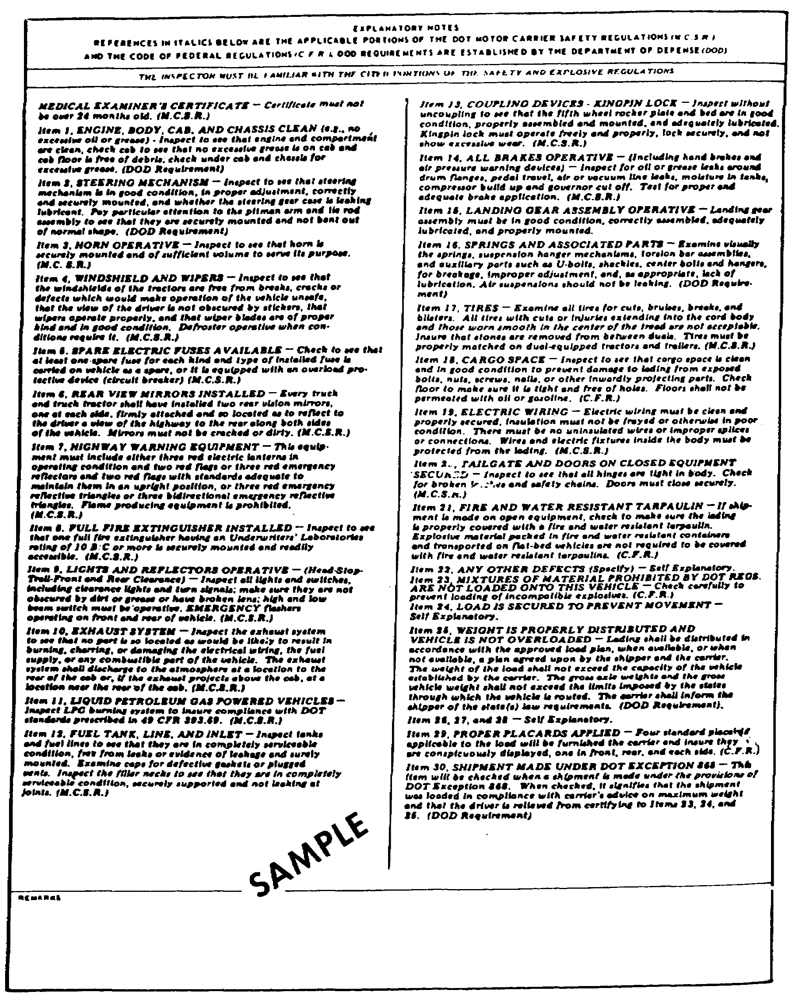 EXPLANATORY NOTES
REFERENCES IN ITALICS BELOW ARE THE APPLICABLE PORTIONS OF THE DOT MOTOR CARRIER SAFETY REGULATIONS (M C S R )
AND THE CODE OF FEDERAL REGULATIONS (C F R ). DOD REQUIREMENTS ARE ESTABLISHED BY THE DEPARTMENT OF DEFENSE (DOD)
THE INSPECTOR MUST BE FAMILIAR WITH THE CITED PORTIONS OF THE SAFETY AND EXPLOSIVE REGULATIONS
MEDICAL EXAMINER'S CERTIFICATE — Certificate must not
be over 24 months old. (M.C.S.R.)
Item 1, ENGINE, BODY, CAB, AND CHASSIS CLEAN (e.g., no
excessive oil or grease) - Inspect to see that engine and compartment
are clean, check cab to see that no excessive grease is on cab and
cab floor is free of debris; check under cab and chassis for
excessive grease. (DOD Requirement)
Item 2, STEERING MECHANISM — Inspect to see that steering
mechanism is in good condition, in proper adjustment, correctly
and securely mounted, and whether the steering gear case is leaking
lubricant. Pay particular attention to the pitman arm and tie rod
assembly to see that they are securely mounted and not bent out
of normal shape. (DOD Requirement)
Item 3, HORN OPERATIVE — Inspect to see that horn is
securely mounted and of sufficient volume to serve its purpose.
(M.C. S.R.)
Item 4, WINDSHIELD AND WIPERS — Inspect to see that
the windshields of the tractors are free from breaks, cracks or
defects which would make operation of the vehicle unsafe,
that the view of the driver is not obscured by stickers, that
wipers operate properly, and that wiper blades are of proper
kind and in good condition. Defroster operative when con-
ditions require it. (M.C.S.R.)
Item 5. SPARE ELECTRIC FUSES AVAILABLE — Check to see that
at least one spare fuse for each kind and type of installed fuse is
carried on vehicle as a spare, or it is equipped with an overload pro-
tective device (circuit breaker) (M.C.S.R.)
Item 6, REAR VIEW MIRRORS INSTALLED — Every truck
and truck tractor shall have installed two rear vision mirrors,
one at each side, firmly attached and so located as to reflect to
the driver a view of the highway to the rear along both sides
of the vehicle. Mirrors must not be cracked or dirty. (M.C.S.R.)
Item 7, HIGHWAY WARNING EQUIPMENT — This equip-
ment must include either three red electric lanterns in
operating condition and two red flags or three red emergency
reflectors and two red flags with standards adequate to
maintain them in an upright position, or three red emergency
reflective triangles or three bidirectional emergency reflective
triangles. Flame producing equipment is prohibited.
(M.C.S.R.)
Item 8, FULL FIRE EXTINGUISHER INSTALLED — Inspect to see
that one full fire extinguisher having an Underwriters' Laboratories
rating of 10 B:C or more is securely mounted and readily
accessible. (M.C.S.R.)
Item 9, LIGHTS AND REFLECTORS OPERATIVE — (Head-Stop-
Trail-Front and Rear Clearance) — Inspect all lights and switches,
including clearance lights and turn signals; make sure they are not
obscured by dirt or grease or have broken lens; high and low
beam switch must be operative. EMERGENCY flashers
operating on front and rear of vehicle. (M.C.S.R.)
Item 10, EXHAUST SYSTEM — Inspect the exhaust system
to see that no part is so located as would be likely to result in
burning, charring, or damaging the electrical wiring, the fuel
supply, or any combustible part of the vehicle. The exhaust
system shall discharge to the atmosphere at a location to the
rear of the cab or, if the exhaust projects above the cab, at a
location near the rear of the cab. (M.C.S.R.)
Item 11, LIQUID PETROLEUM GAS POWERED VEHICLES —
Inspect LPG burning system to insure compliance with DOT
standards prescribed in 49 CFR 393.69. (M.C.S.R.)
Item 12, FUEL TANK, LINE, AND INLET — Inspect tanks
and fuel lines to see that they are in completely serviceable
condition, free from leaks or evidence of leakage and surely
mounted. Examine caps for defective gaskets or plugged
vents. Inspect the filler necks to see that they are in completely
serviceable condition, securely supported and not leaking at
joints. (M.C.S.R.)
Item 13, COUPLING DEVICES - KINGPIN LOCK — Inspect without
uncoupling to see that the fifth wheel rocker plate and bed are in good
condition, properly assembled and mounted, and adequately lubricated.
Kingpin lock must operate freely and properly, lock securely, and not
show excessive wear. (M.C.S.R.)
Item 14, ALL BRAKES OPERATIVE — (Including hand brakes and
air pressure warning devices) — Inspect for oil or grease leaks around
drum flanges, pedal travel, air or vacuum line leaks, moisture in tanks,
compressor build up and governor cut off. Test for proper and
adequate brake application. (M.C.S.R.)
Item 15, LANDING GEAR ASSEMBLY OPERATIVE — Landing gear
assembly must be in good condition, correctly assembled, adequately
lubricated, and properly mounted.
Item 16, SPRINGS AND ASSOCIATED PARTS — Examine visually
the springs, suspension hanger mechanisms, torsion bar assemblies,
and auxiliary parts such as U-bolts, shackles, center bolts and hangers,
for breakage, improper adjustment, and, as appropriate, lack of
lubrication. Air suspensions should not be leaking. (DOD Require-
ment)
Item 17, TIRES — Examine all tires for cuts, bruises, breaks, and
blisters. All tires with cuts or injuries extending into the cord body
and those worn smooth in the center of the tread are not acceptable.
Insure that stones are removed from between duals. Tires must be
properly matched on dual-equipped tractors and trailers. (M.C.S.R.)
Item 18, CARGO SPACE — Inspect to see that cargo space is clean
and in good condition to prevent damage to lading from exposed
bolts, nuts, screws, nails, or other inwardly projecting parts. Check
floor to make sure it is tight and free of holes. Floors shall not be
permeated with oil or gasoline. (C.F.R.)
Item 19, ELECTRIC WIRING — Electric wiring must be clean and
properly secured, insulation must not be frayed or otherwise in poor
condition. There must be no uninsulated wires or improper splices
or connections. Wires and electric fixtures inside the body must be
protected from the lading. (M.C.S.R.)
Item TAILGATE AND DOORS ON CLOSED EQUIPMENT
SECURED — Inspect to see that all hinges are tight in body. Check
for broken and safety chains. Doors must close securely.
(M.C.S.R.)
Item 21, FIRE AND WATER RESISTANT TARPAULIN — If ship-
ment is made on open equipment, check to make sure the lading
is properly covered with a fire and water resistant tarpaulin.
Explosive material packed in fire and water resistant containers
and transported on flat-bed vehicles are not required to be covered
with fire and water resistant tarpaulins. (C.F.R.)
Item 22, ANY OTHER DEFECTS (Specify) — Self Explanatory.
Item 23, MIXTURES OF MATERIAL PROHIBITED BY DOT REGS.
ARE NOT LOADED ONTO THIS VEHICLE — Check carefully to
prevent loading of incompatible explosives. (C.F.R.)
Item 24, LOAD IS SECURED TO PREVENT MOVEMENT —
Self Explanatory.
Item 25, WEIGHT IS PROPERLY DISTRIBUTED AND
VEHICLE IS NOT OVERLOADED — Lading shall be distributed in
accordance with the approved load plan, when available, or when
not available, a plan agreed upon by the shipper and the carrier.
The weight of the load shall not exceed the capacity of the vehicle
established by the carrier. The gross axle weights and the gross
vehicle weight shall not exceed the limits imposed by the states
through which the vehicle is routed. The carrier shall inform the
shipper of the state(s) law requirements. (DOD Requirement).
Item 26, 27, and 28 — Self Explanatory.
Item 29, PROPER PLACARDS APPLIED — Four standard placards
applicable to the load will be furnished the carrier and insure they
are conspicuously displayed, one in front, rear, and each side. (C.F.R.)
Item 30, SHIPMENT MADE UNDER DOT EXCEPTION 868 — This
item will be checked when a shipment is made under the provisions of
DOT Exception 868. When checked, it signifies that the shipment
was loaded in compliance with carrier's advice on maximum weight
and that the driver is relieved from certifying to Items 23, 24, and
25. (DOD Requirement)
SAMPLE
REMARKS